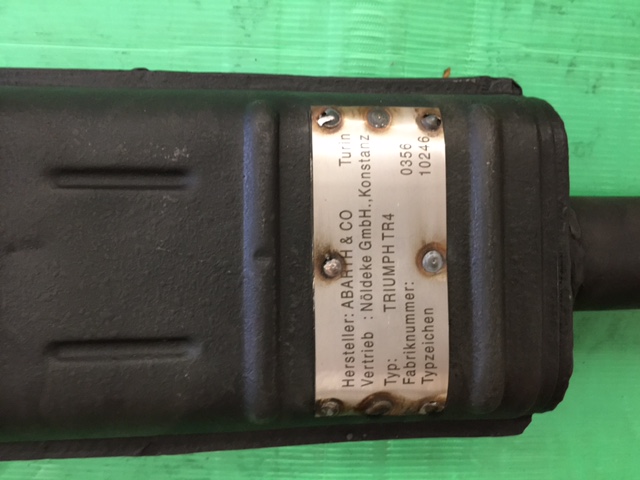 Hersteller: ABARTH & CO Turin
Vertrieb : Nöldeke GmbH.,Konstanz
Typ: TRIUMPH TR4
Fabriknummer: 0356
Typzeichen 10246